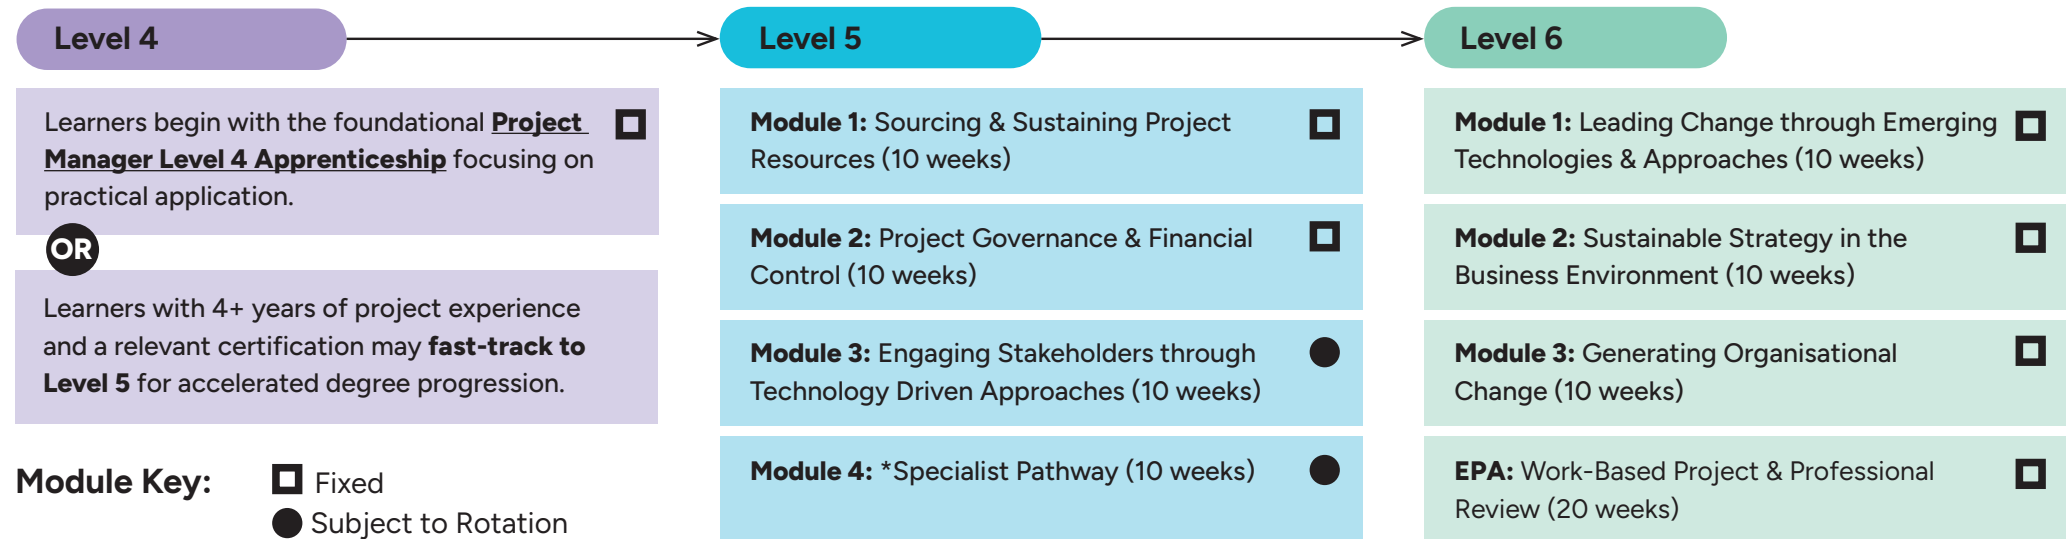 Level 4
Learners begin with the foundational Project
Manager Level 4 Apprenticeship focusing on
practical application.
OR
Learners with 4+ years of project experience
and a relevant certification may fast-track to
Level 5 for accelerated degree progression.
Module Key:
Fixed
Subject to Rotation
Level 5
Module 1: Sourcing & Sustaining Project
Resources (10 weeks)
Module 2: Project Governance & Financial
Control (10 weeks)
Module 3: Engaging Stakeholders through
Technology Driven Approaches (10 weeks)
Module 4: *Specialist Pathway (10 weeks)
Level 6
Module 1: Leading Change through Emerging
Technologies & Approaches (10 weeks)
Module 2: Sustainable Strategy in the
Business Environment (10 weeks)
Module 3: Generating Organisational
Change (10 weeks)
EPA: Work-Based Project & Professional
Review (20 weeks)